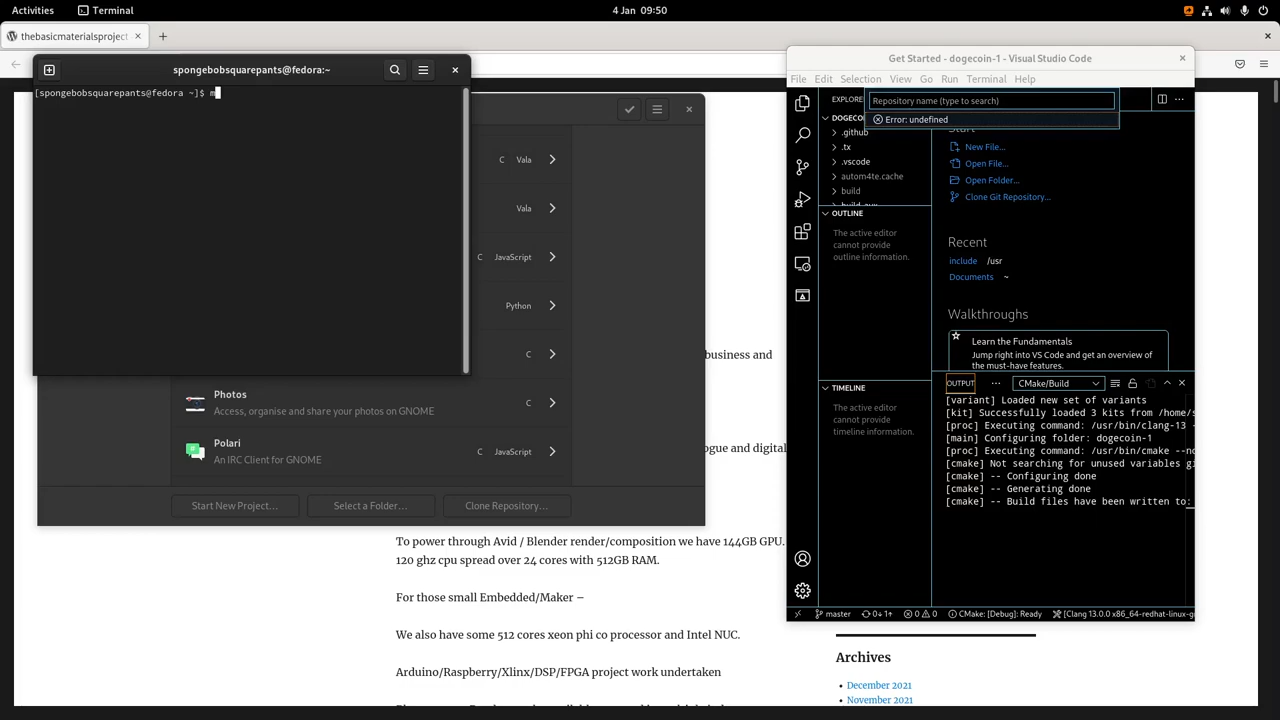 Activities
Terminal
4 Jan 09:50
thebasicmaterialsproject
spongebobsquarepants@fedora:~
[spongebobsquarepants@fedora ~]$ m
C Vala
Vala
C JavaScript
Python
C
Photos
Access, organise and share your photos on GNOME
C
Polari
An IRC Client for GNOME
C JavaScript
Start New Project...
Select a Folder...
Clone Repository...
business and
ogue and digital
To power through Avid / Blender render/composition we have 144GB GPU.
120 ghz cpu spread over 24 cores with 512GB RAM.
For those small Embedded/Maker –
We also have some 512 cores xeon phi co processor and Intel NUC.
Arduino/Raspberry/Xlinx/DSP/FPGA project work undertaken
Get Started - dogecoin-1 - Visual Studio Code
File Edit Selection View Go Run Terminal Help
EXPLORE
Repository name (type to search)
Error: undefined
DOGECOI
.github
.tx
.vscode
autom4te.cache
build
Start
New File...
Open File...
Open Folder...
Clone Git Repository...
OUTLINE
The active editor
cannot provide
outline information.
Recent
include /usr
Documents ~
Walkthroughs
Learn the Fundamentals
Jump right into VS Code and get an overview of
the must-have features.
TIMELINE
The active editor
cannot provide
timeline information.
OUTPUT
CMake/Build
[variant] Loaded new set of variants
[kit] Successfully loaded 3 kits from /home/s
[proc] Executing command: /usr/bin/clang-13 -
[main] Configuring folder: dogecoin-1
[proc] Executing command: /usr/bin/cmake --no
[cmake] Not searching for unused variables gi
[cmake] -- Configuring done
[cmake] -- Generating done
[cmake] -- Build files have been written to:
master 0↓ 1↑ 0 0 CMake: [Debug]: Ready [Clang 13.0.0 x86_64-redhat-linux-g
Archives
December 2021
November 2021